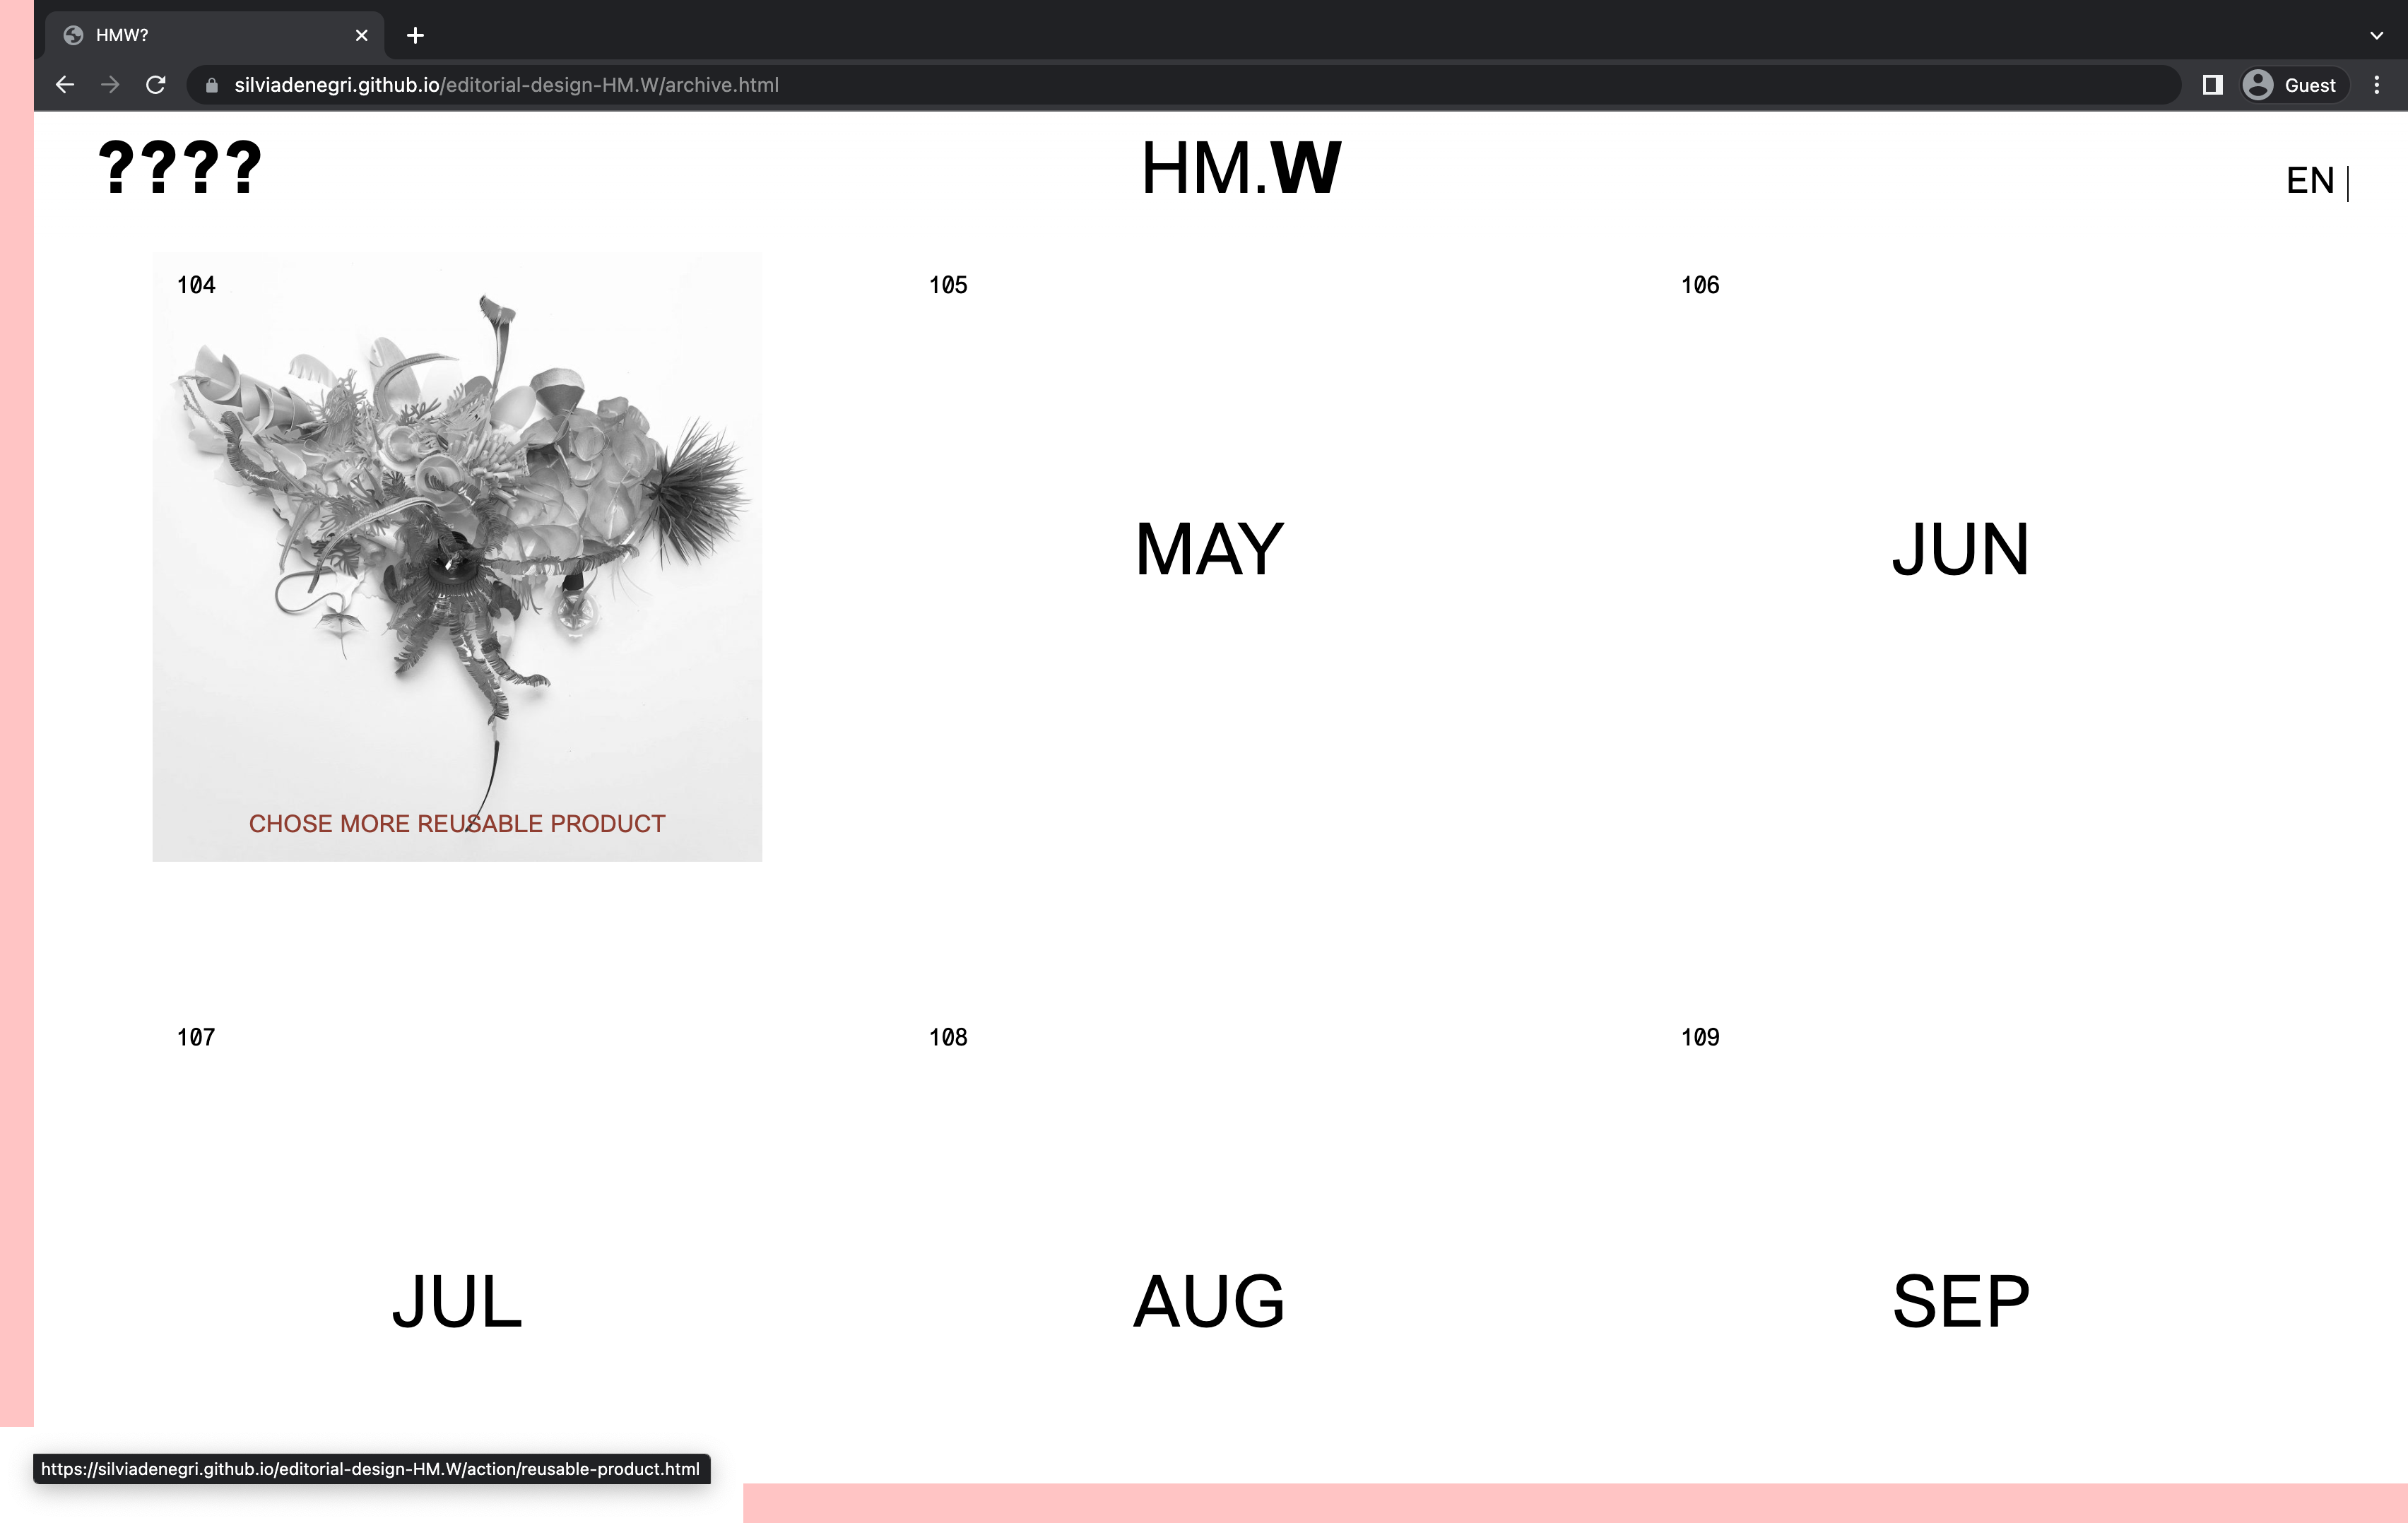 HMW?
silviadenegri.github.io/editorial-design-HM.W/archive.html
Guest
????
HM.W
EN |
104
105
106
MAY
JUN
CHOSE MORE REUSABLE PRODUCT
107
108
109
JUL
AUG
SEP
https://silviadenegri.github.io/editorial-design-HM.W/action/reusable-product.html